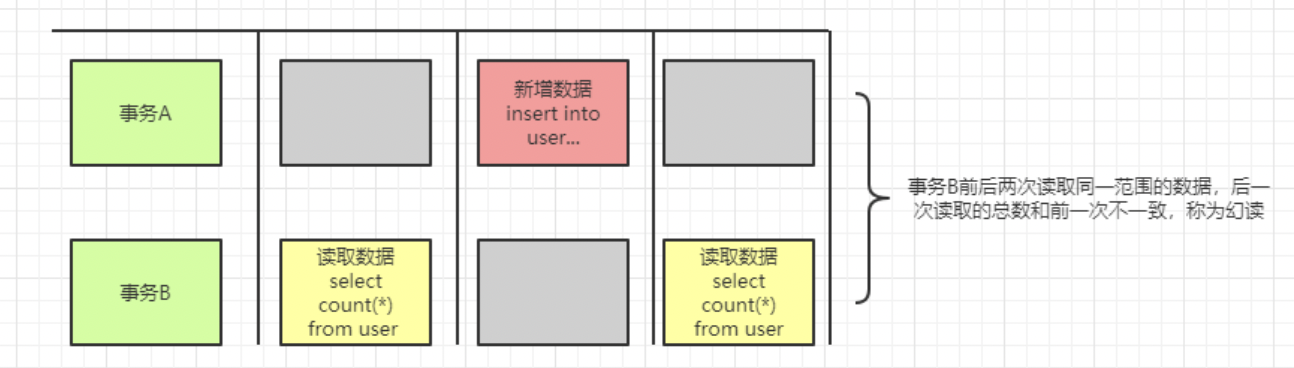 事务A
新增数据
insert into
user...
事务B前后两次读取同一范围的数据，后一
次读取的总数和前一次不一致，称为幻读
事务B
读取数据
select
count(*)
from user
读取数据
select
count(*)
from user